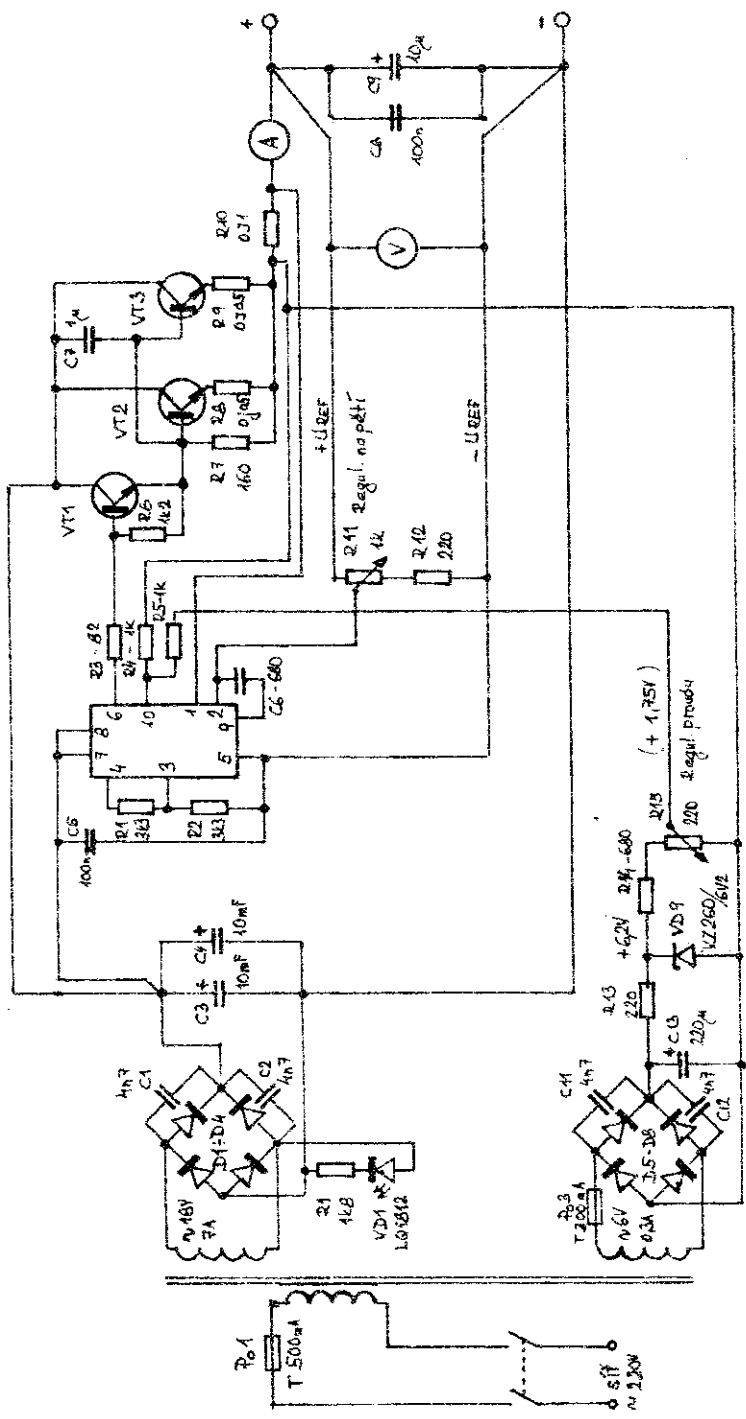 Po1
T 500mA
síť
~ 220V
~18V
7A
D1÷D4
4n7
C1
C2
4n7
R1
1k8
VD1
LQ1812
Po3
T 300mA
~6V
0,3A
D5-D8
C11
4n7
4n7
C12
C3
10mF
C4
10mF
C13
220µ
R13
220
+6,2V
VD9
KZ260/
6V2
R14-680
R15
220
Regul. proudu
(+ 1,75V)
C5
100n
R1
3k3
R2
3k3
4
3
5
7
8
6
10
1
2
9
R3 - 82
R4 - 1k
R5-1k
C6 - 680
VT1
R6
1k2
VT2
R7
160
R8
0,05
VT3
C7
1µ
R9
0,05
R10
0,1
R11
1k
Regul. napětí
R12
220
+UREF
-UREF
A
V
C8
100n
C9
10µ
+
-